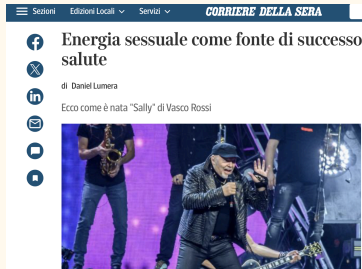 Sezioni Edizioni Locali Servizi CORRIERE DELLA SERA
Energia sessuale come fonte di successo
salute
di Daniel Lumera
Ecco come è nata "Sally" di Vasco Rossi